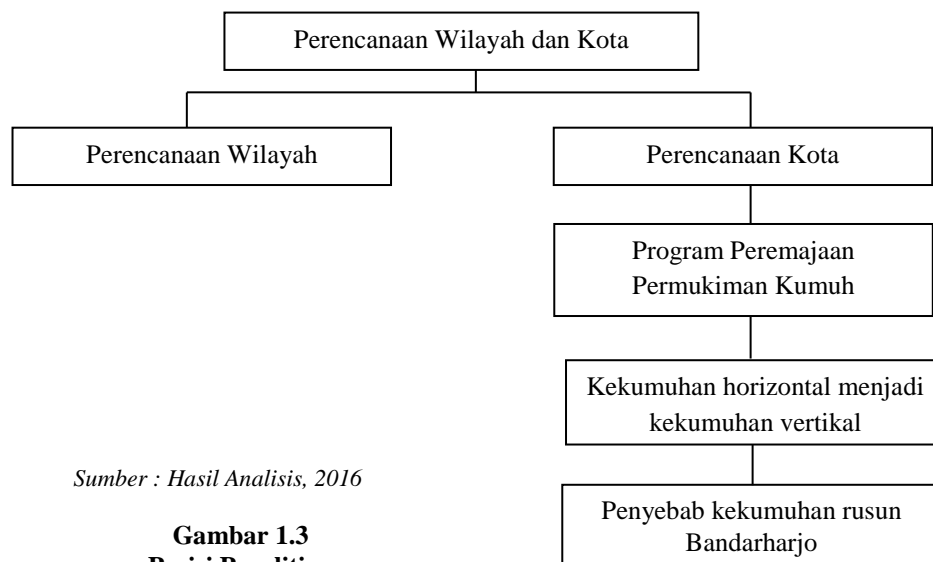 Perencanaan Wilayah dan Kota
Perencanaan Wilayah
Perencanaan Kota
Program Peremajaan
Permukiman Kumuh
Kekumuhan horizontal menjadi
kekumuhan vertikal
Sumber : Hasil Analisis, 2016
Penyebab kekumuhan rusun
Bandarharjo
Gambar 1.3